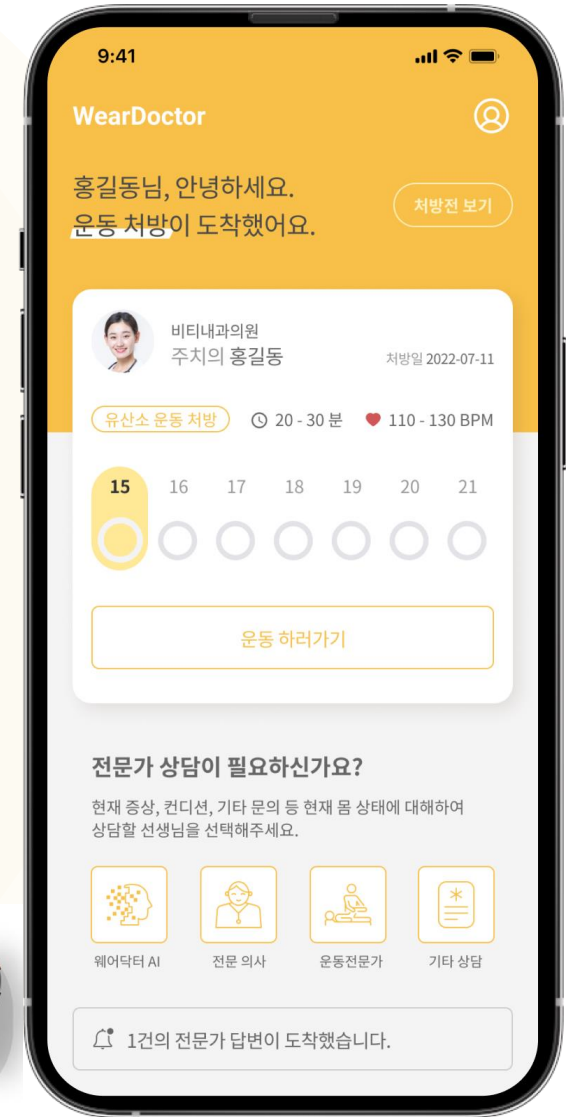 9:41
WearDoctor
홍길동님, 안녕하세요.
운동 처방이 도착했어요.
처방전 보기
비티내과의원
주치의 홍길동
처방일 2022-07-11
유산소 운동 처방 20 - 30 분 110 - 130 BPM
15 16 17 18 19 20 21
운동 하러가기
전문가 상담이 필요하신가요?
현재 증상, 컨디션, 기타 문의 등 현재 몸 상태에 대해하여
상담할 선생님을 선택해주세요.
웨어닥터 AI 전문 의사 운동전문가 기타 상담
1건의 전문가 답변이 도착했습니다.